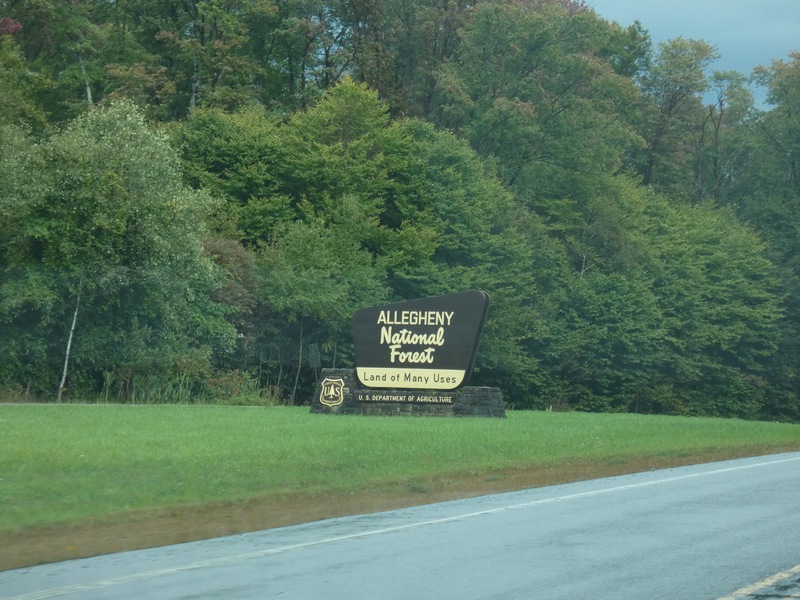 ALLEGHENY
National
Forest
Land of Many Uses
U S
U. S. DEPARTMENT OF AGRICULTURE